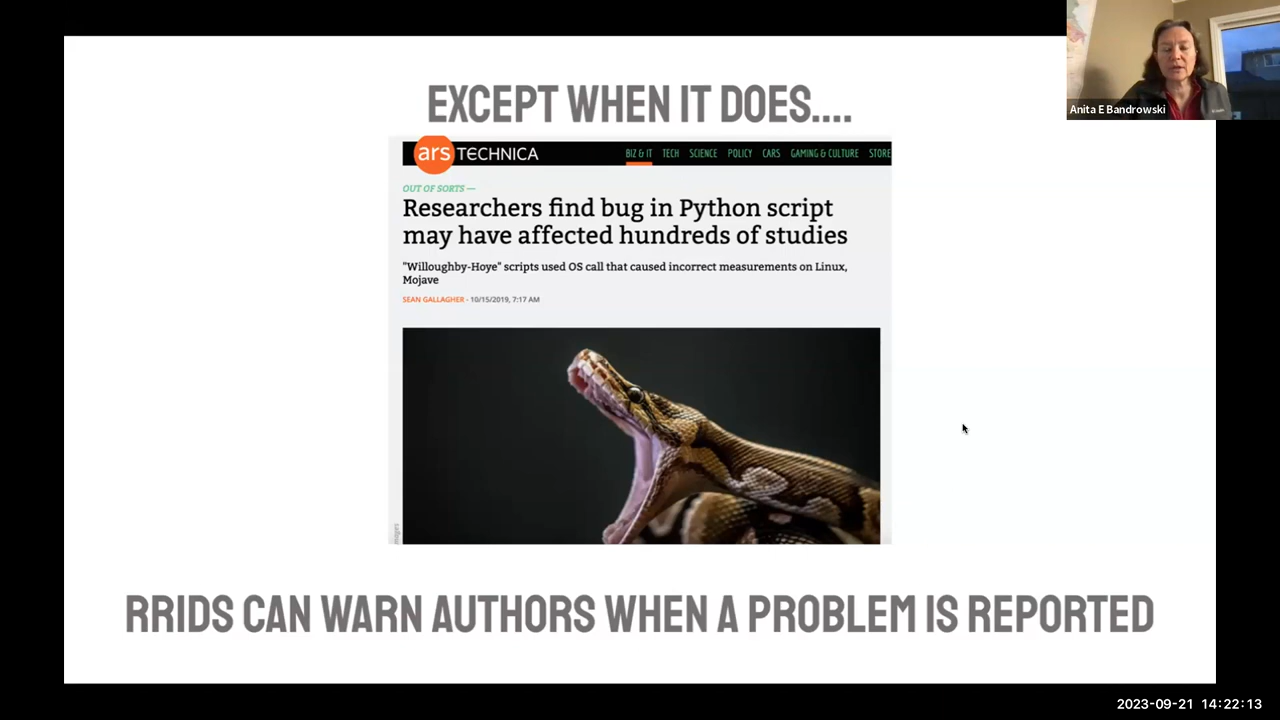 EXCEPT WHEN IT DOES....
Anita E Bandrowski
ars TECHNICA
BIZ & IT TECH SCIENCE POLICY CARS GAMING & CULTURE STORE
OUT OF SORTS —
Researchers find bug in Python script
may have affected hundreds of studies
"Willoughby-Hoye" scripts used OS call that caused incorrect measurements on Linux,
Mojave
SEAN GALLAGHER - 10/15/2019, 7:17 AM
RRIDS CAN WARN AUTHORS WHEN A PROBLEM IS REPORTED
2023-09-21 14:22:13